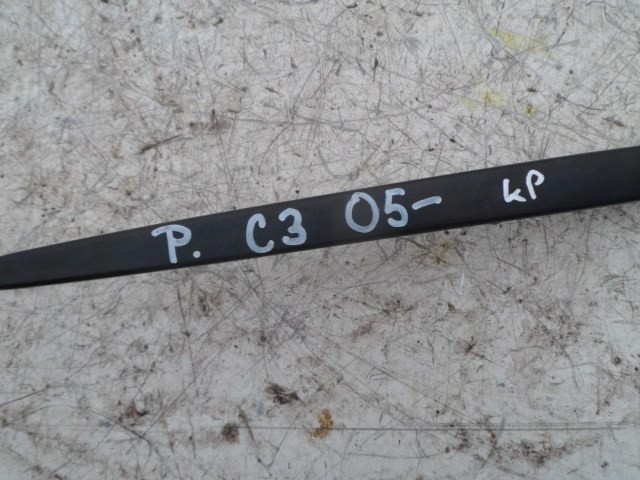 P. C3 05- KP